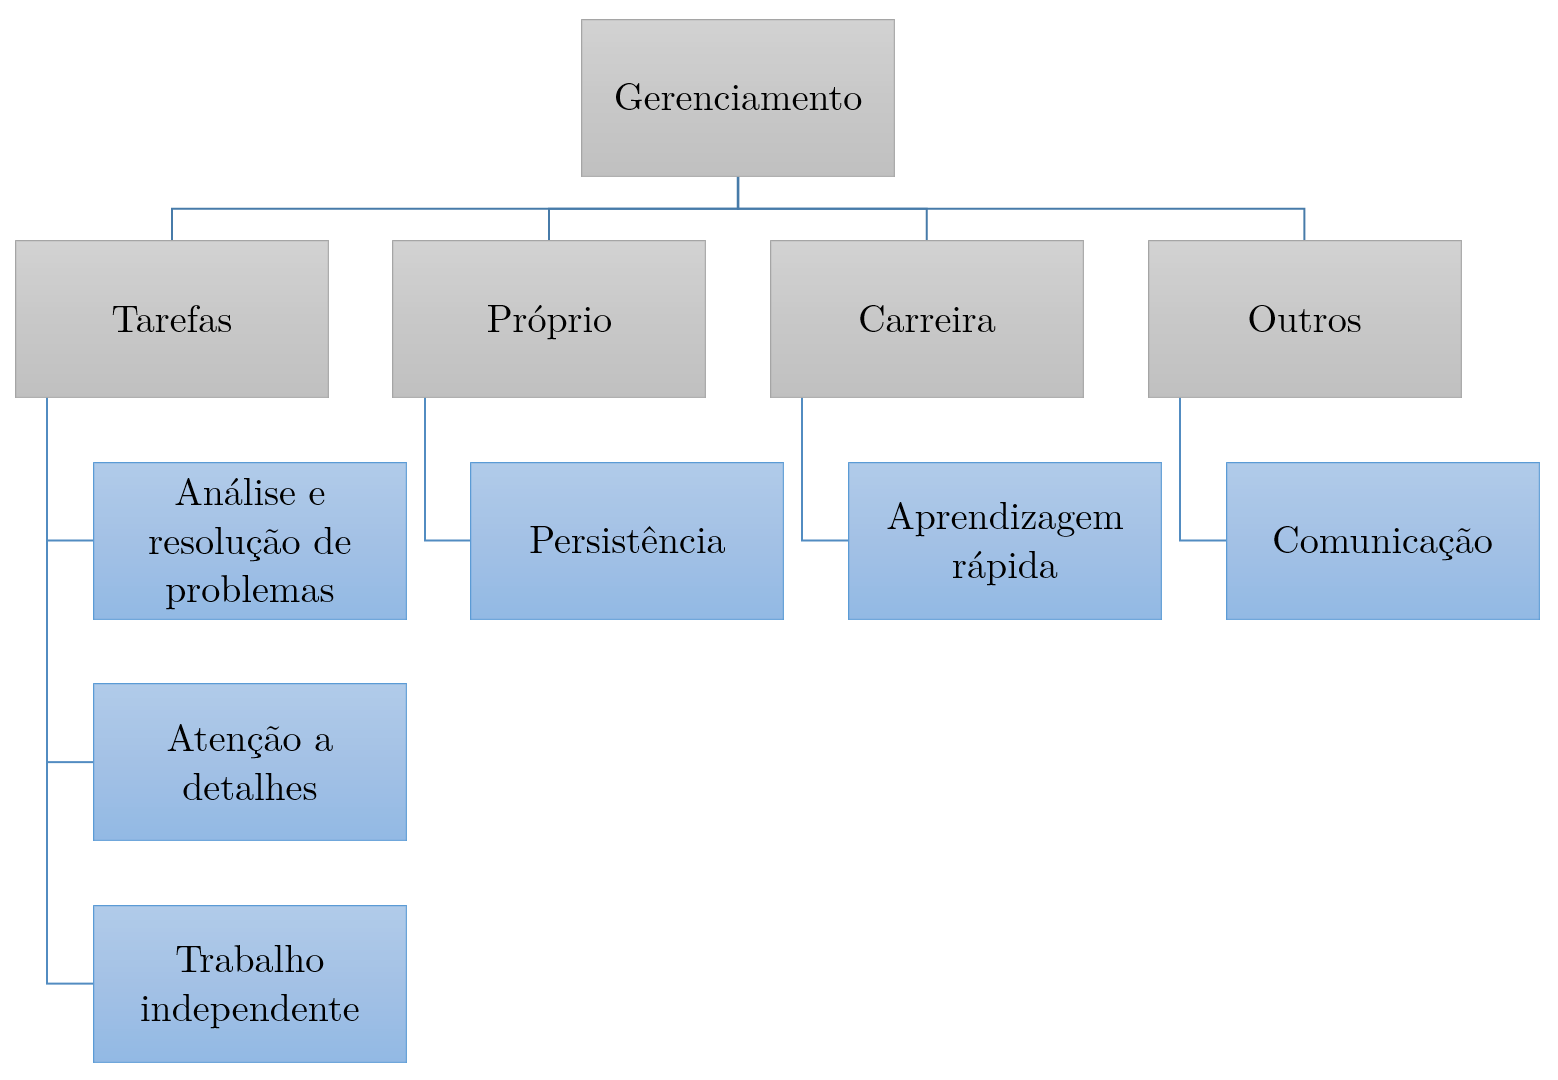 Gerenciamento
Tarefas
Próprio
Carreira
Outros
Análise e
resolução de
problemas
Persistência
Aprendizagem
rápida
Comunicação
Atenção a
detalhes
Trabalho
independente